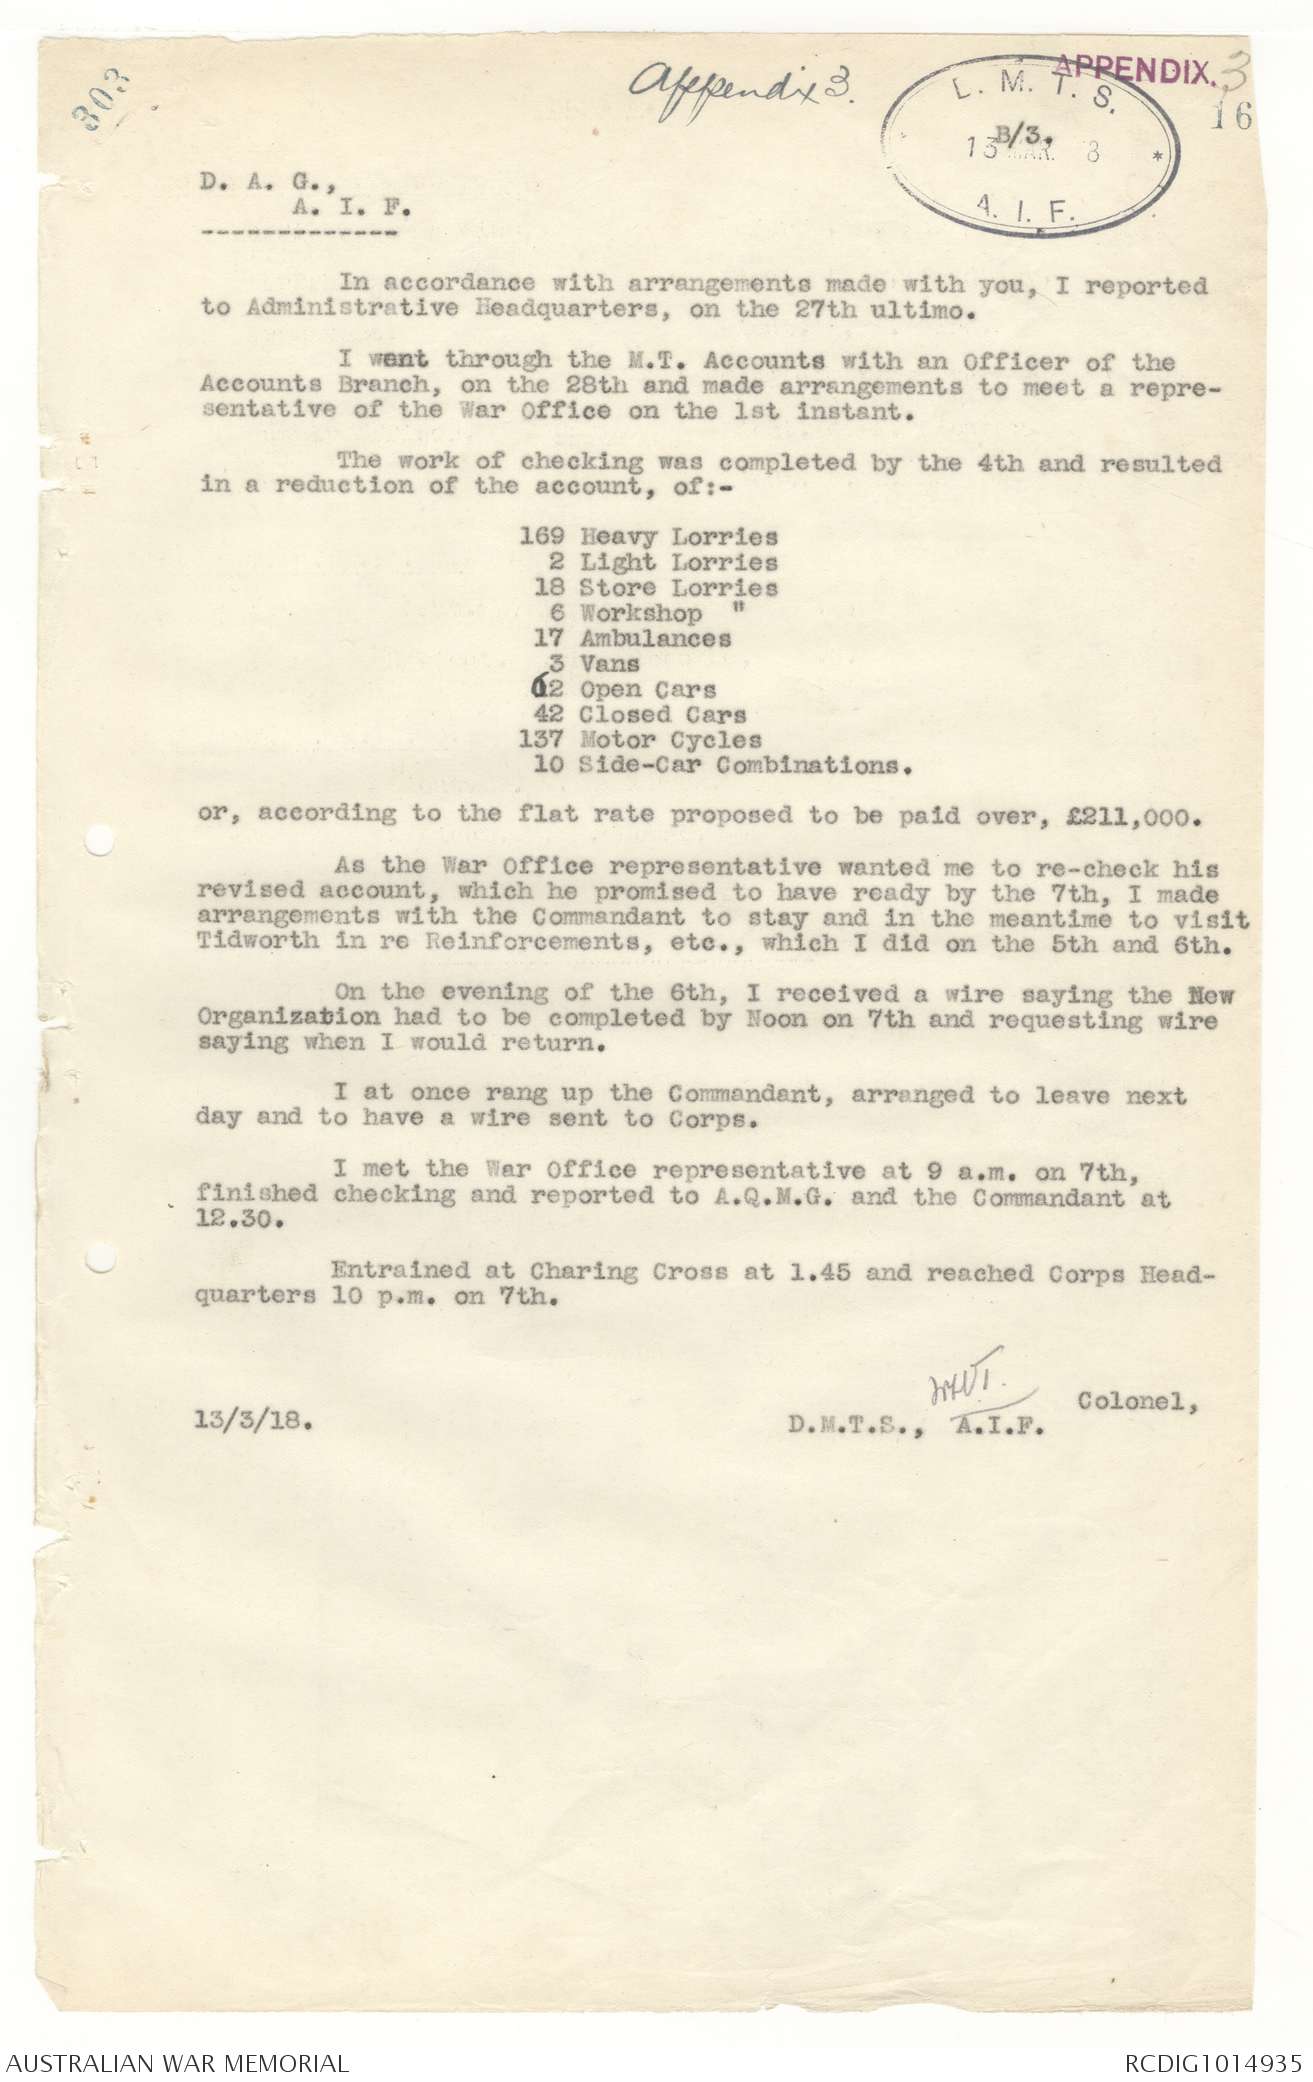 303
Appendix 3.
APPENDIX. 3
16
L. M. T. S.
B/3.
13 MAR. 8
*
A. I. F.
D. A. G.,
A. I. F.
-------------
In accordance with arrangements made with you, I reported
to Administrative Headquarters, on the 27th ultimo.
I went through the M.T. Accounts with an Officer of the
Accounts Branch, on the 28th and made arrangements to meet a repre-
sentative of the War Office on the 1st instant.
The work of checking was completed by the 4th and resulted
in a reduction of the account, of:-
169 Heavy Lorries
2 Light Lorries
18 Store Lorries
6 Workshop "
17 Ambulances
3 Vans
62 Open Cars
42 Closed Cars
137 Motor Cycles
10 Side-Car Combinations.
or, according to the flat rate proposed to be paid over, £211,000.
As the War Office representative wanted me to re-check his
revised account, which he promised to have ready by the 7th, I made
arrangements with the Commandant to stay and in the meantime to visit
Tidworth in re Reinforcements, etc., which I did on the 5th and 6th.
On the evening of the 6th, I received a wire saying the New
Organization had to be completed by Noon on 7th and requesting wire
saying when I would return.
I at once rang up the Commandant, arranged to leave next
day and to have a wire sent to Corps.
I met the War Office representative at 9 a.m. on 7th,
finished checking and reported to A.Q.M.G. and the Commandant at
12.30.
Entrained at Charing Cross at 1.45 and reached Corps Head-
quarters 10 p.m. on 7th.
Colonel,
13/3/18.
D.M.T.S., A.I.F.
AUSTRALIAN WAR MEMORIAL
RCDIG1014935